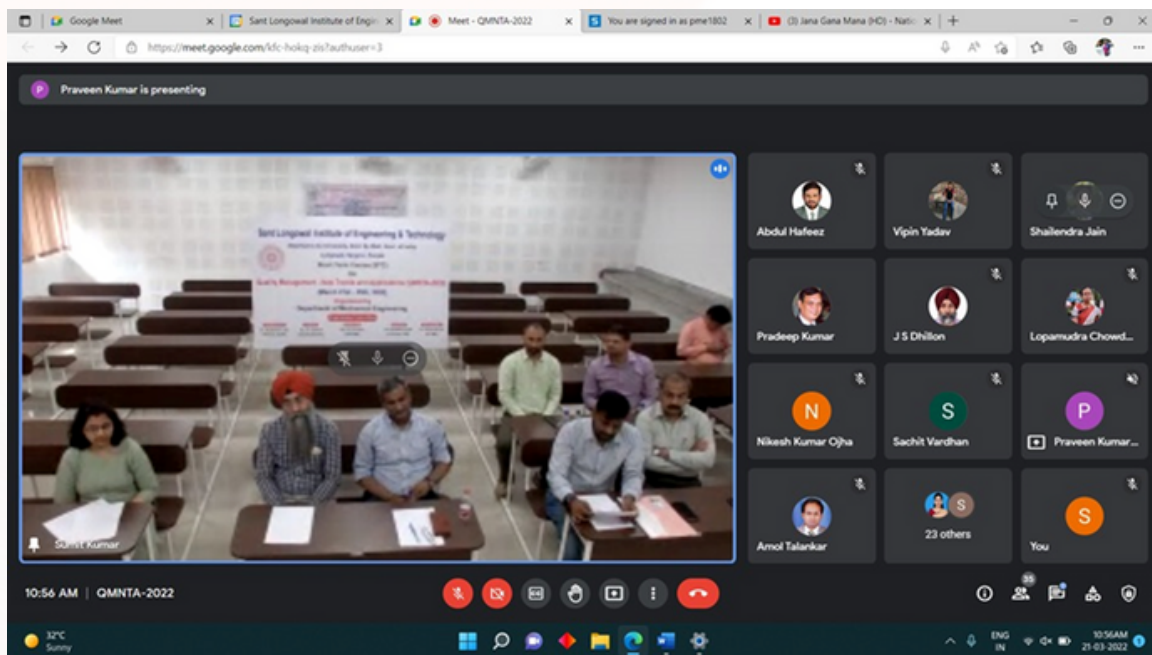 Google Meet
Sant Longowal Institute of Engin
Meet - QMNTA-2022
You are signed in as pme1802
(3) Jana Gana Mana (HD) - Natio
https://meet.google.com/kfc-hokq-zis?authuser=3
P Praveen Kumar is presenting
Sant Longowal Institute of Engineering & Technology
Department of Mechanical Engineering
Sumit Kumar
Abdul Hafeez
Vipin Yadav
Shailendra Jain
Pradeep Kumar
J S Dhillon
Lopamudra Chowd...
N
Nikesh Kumar Ojha
S
Sachit Vardhan
P
Praveen Kumar...
Amol Talankar
S
23 others
S
You
10:56 AM | QMNTA-2022
35
32°C
Sunny
ENG
IN
10:56AM
21-03-2022
1